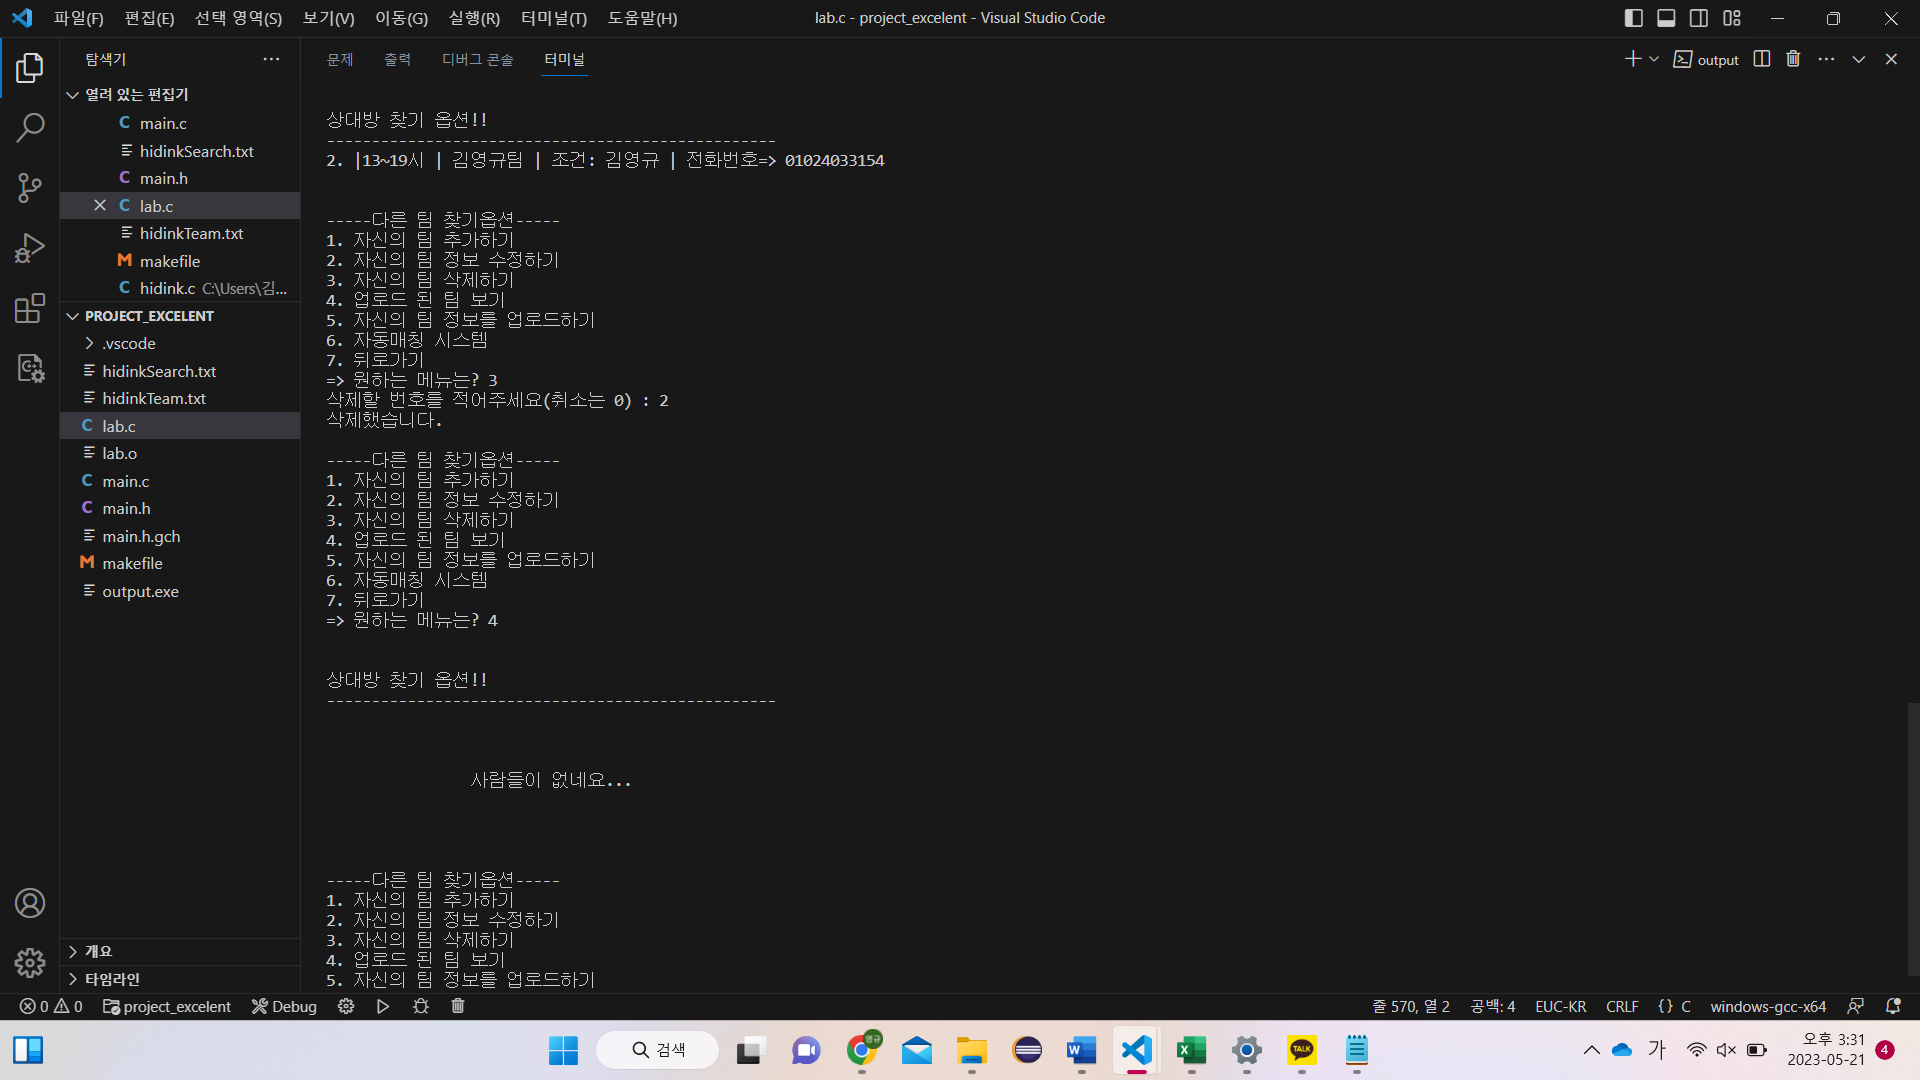 파일(F) 편집(E) 선택 영역(S) 보기(V) 이동(G) 실행(R) 터미널(T) 도움말(H) lab.c - project_excelent - Visual Studio Code
탐색기
열려 있는 편집기
main.c
hidinkSearch.txt
main.h
lab.c
hidinkTeam.txt
makefile
hidink.c C:\Users\김...
PROJECT_EXCELENT
.vscode
hidinkSearch.txt
hidinkTeam.txt
lab.c
lab.o
main.c
main.h
main.h.gch
makefile
output.exe
개요
타임라인
문제 출력 디버그 콘솔 터미널 output
상대방 찾기 옵션!!
--------------------------------------------------
2. |13~19시 | 김영규팀 | 조건: 김영규 | 전화번호=> 01024033154
-----다른 팀 찾기옵션-----
1. 자신의 팀 추가하기
2. 자신의 팀 정보 수정하기
3. 자신의 팀 삭제하기
4. 업로드 된 팀 보기
5. 자신의 팀 정보를 업로드하기
6. 자동매칭 시스템
7. 뒤로가기
=> 원하는 메뉴는? 3
삭제할 번호를 적어주세요(취소는 0) : 2
삭제했습니다.
-----다른 팀 찾기옵션-----
1. 자신의 팀 추가하기
2. 자신의 팀 정보 수정하기
3. 자신의 팀 삭제하기
4. 업로드 된 팀 보기
5. 자신의 팀 정보를 업로드하기
6. 자동매칭 시스템
7. 뒤로가기
=> 원하는 메뉴는? 4
상대방 찾기 옵션!!
--------------------------------------------------
사람들이 없네요...
-----다른 팀 찾기옵션-----
1. 자신의 팀 추가하기
2. 자신의 팀 정보 수정하기
3. 자신의 팀 삭제하기
4. 업로드 된 팀 보기
5. 자신의 팀 정보를 업로드하기
0 0 project_excelent Debug 줄 570, 열 2 공백: 4 EUC-KR CRLF {} C windows-gcc-x64
검색 영규 TALK 가 오후 3:31
2023-05-21 4